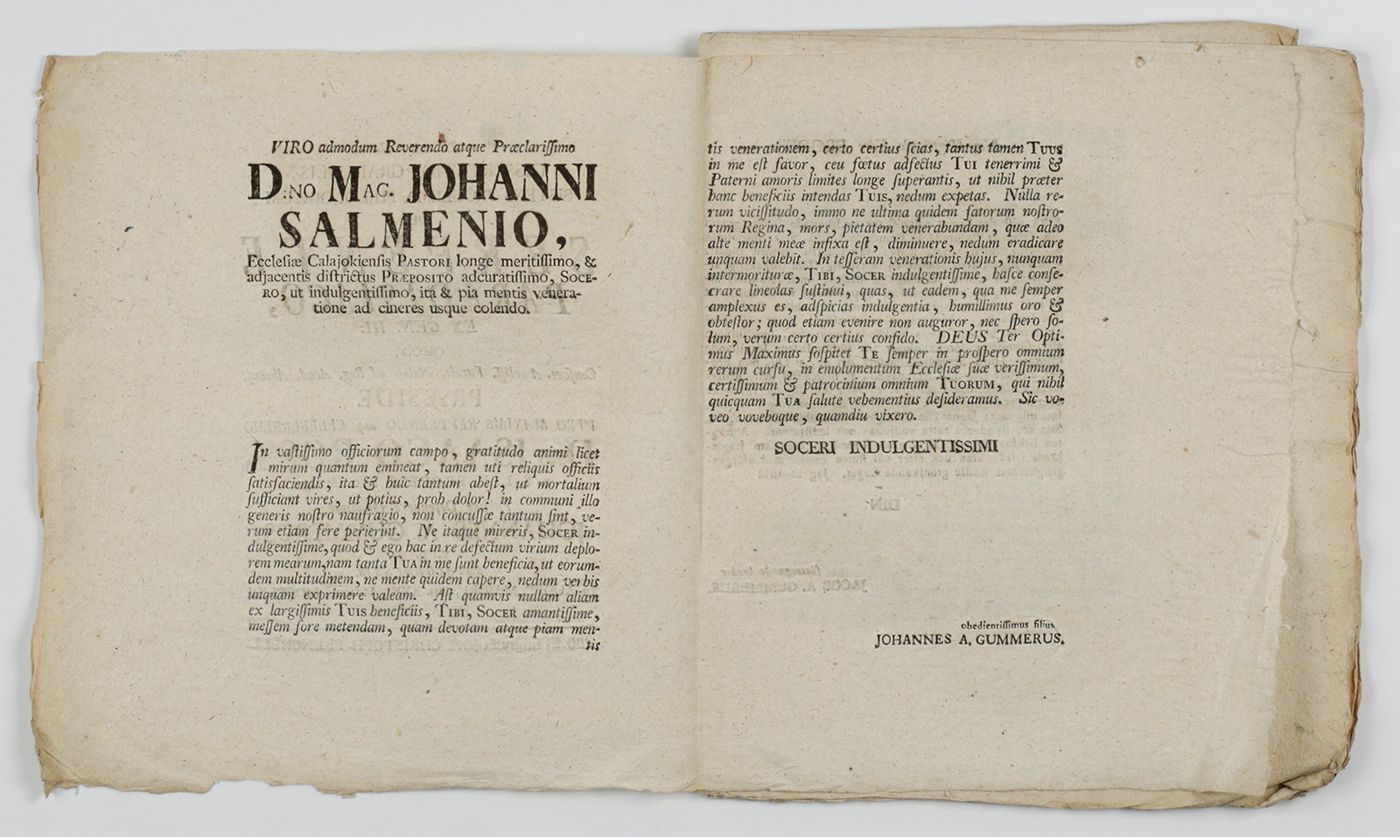 VIRO admodum Reverendo atque Præclariſſimo
D:NO MAG. JOHANNI
SALMENIO,
Eccleſiæ Calajokienſis PASTORI longe meritiſſimo, &
adjacentis diſtrictus PRÆPOSITO adcuratiſſimo, SOCE-
RO, ut indulgentiſſimo, ita & pia mentis venera-
tione ad cineres usque colendo.
In vaſtiſſimo officiorum campo, gratitudo animi licet
mirum quantum emineat, tamen uti reliquis officiis
ſatisfaciendis, ita & huic tantum abeſt, ut mortalium
ſufficiant vires, ut potius, proh dolor! in communi illo
generis noſtro naufragio, non concuſſæ tantum ſint, ve-
rum etiam fere perierint. Ne itaque mireris, SOCER in-
dulgentiſſime, quod & ego hac in re defectum virium deplo-
rem mearum, nam tanta TUA in me ſunt beneficia, ut eorum-
dem multitudinem, ne mente quidem capere, nedum verbis
unquam exprimere valeam. Aſt quamvis nullam aliam
ex largiſſimis TUIS beneficiis, TIBI, SOCER amantiſſime,
meſſem fore metendam, quam devotam atque piam men-
tis
tis venerationem, certo certius ſcias, tantus tamen TUUS
in me eſt favor, ceu fœtus adfectus TUI tenerrimi &
Paterni amoris limites longe ſuperantis, ut nihil præter
hanc beneficiis intendas TUIS, nedum expetas. Nulla re-
rum viciſſitudo, immo ne ultima quidem fatorum noſtro-
rum Regina, mors, pietatem venerabundam, quæ adeo
alte menti meæ infixa eſt, diminuere, nedum eradicare
unquam valebit. In teſſeram venerationis hujus, nunquam
intermorituræ, TIBI, SOCER indulgentiſſime, haſce conſe-
crare lineolas ſuſtinui, quas, ut eadem, qua me ſemper
amplexus es, adſpicias indulgentia, humillimus oro &
obteſtor; quod etiam evenire non auguror, nec ſpero ſo-
lum, verum certo certius confido. DEUS Ter Opti-
mus Maximus ſoſpitet TE ſemper in proſpero omnium
rerum curſu, in emolumentum Eccleſiæ ſuæ veriſſimum,
certiſſimum & patrocinium omnium TUORUM, qui nihil
quicquam TUA ſalute vehementius deſideramus. Sic vo-
veo voveboque, quamdiu vixero.
SOCERI INDULGENTISSIMI
obedientiſſimus filius
JOHANNES A. GUMMERUS.